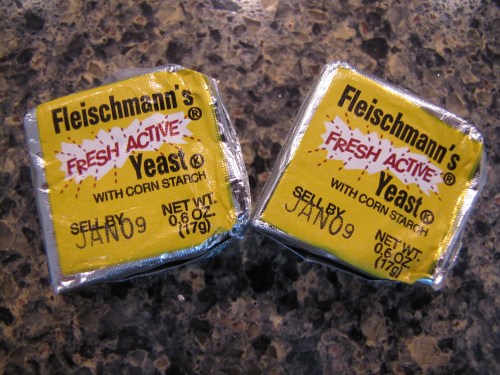 Fleischmann's®
FRESH ACTIVE
Yeast®
WITH CORN STARCH
SELL BY
JAN09
NET WT.
0.6 OZ.
(17g)
Fleischmann's®
FRESH ACTIVE
Yeast®
WITH CORN STARCH
SELL BY
JAN09
NET WT.
0.6 OZ.
(17g)